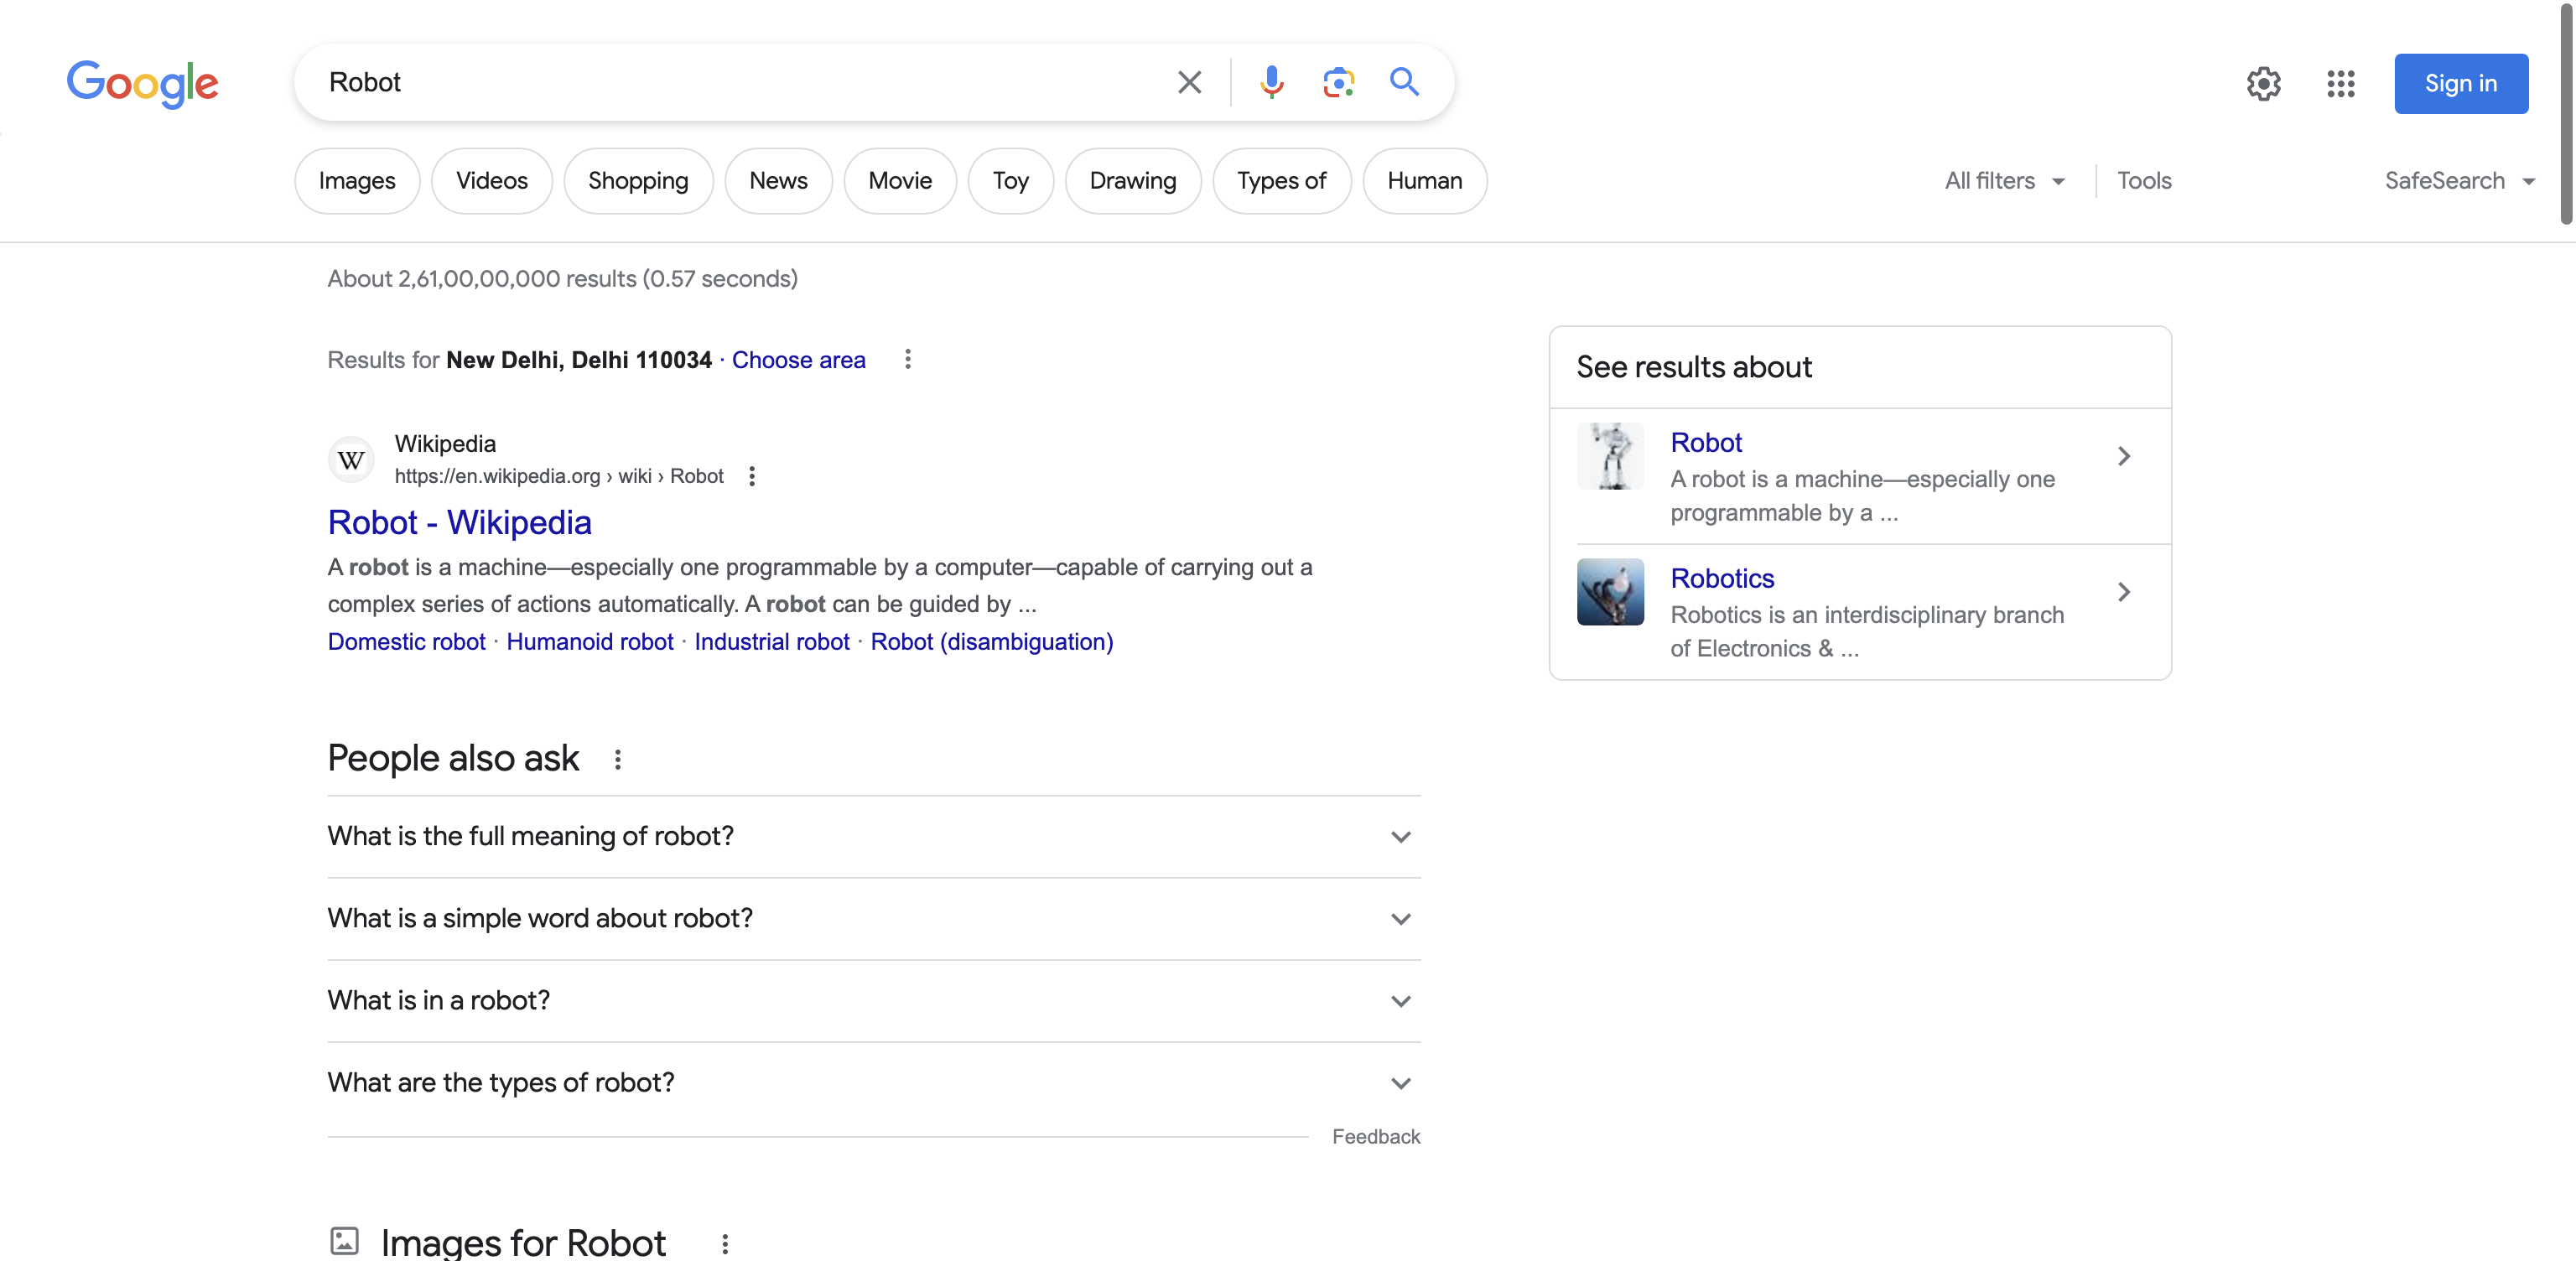 Google
Robot
Sign in
Images
Videos
Shopping
News
Movie
Toy
Drawing
Types of
Human
All filters
Tools
SafeSearch
About 2,61,00,00,000 results (0.57 seconds)
Results for New Delhi, Delhi 110034 · Choose area
W
Wikipedia
https://en.wikipedia.org › wiki › Robot
Robot - Wikipedia
A robot is a machine—especially one programmable by a computer—capable of carrying out a
complex series of actions automatically. A robot can be guided by ...
Domestic robot · Humanoid robot · Industrial robot · Robot (disambiguation)
People also ask
What is the full meaning of robot?
What is a simple word about robot?
What is in a robot?
What are the types of robot?
Feedback
Images for Robot
See results about
Robot
A robot is a machine—especially one
programmable by a ...
Robotics
Robotics is an interdisciplinary branch
of Electronics & ...